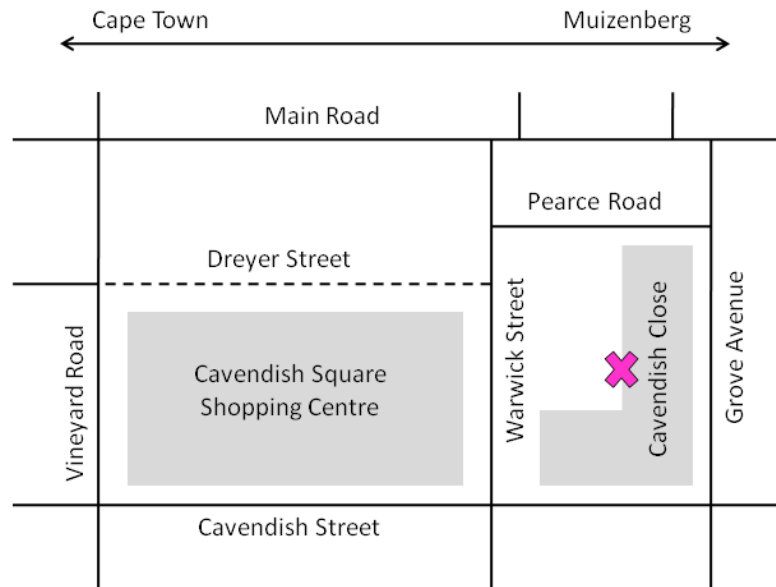 Cape Town
Muizenberg
Main Road
Pearce Road
Dreyer Street
Vineyard Road
Cavendish Square
Shopping Centre
Warwick Street
Cavendish Close
Grove Avenue
Cavendish Street